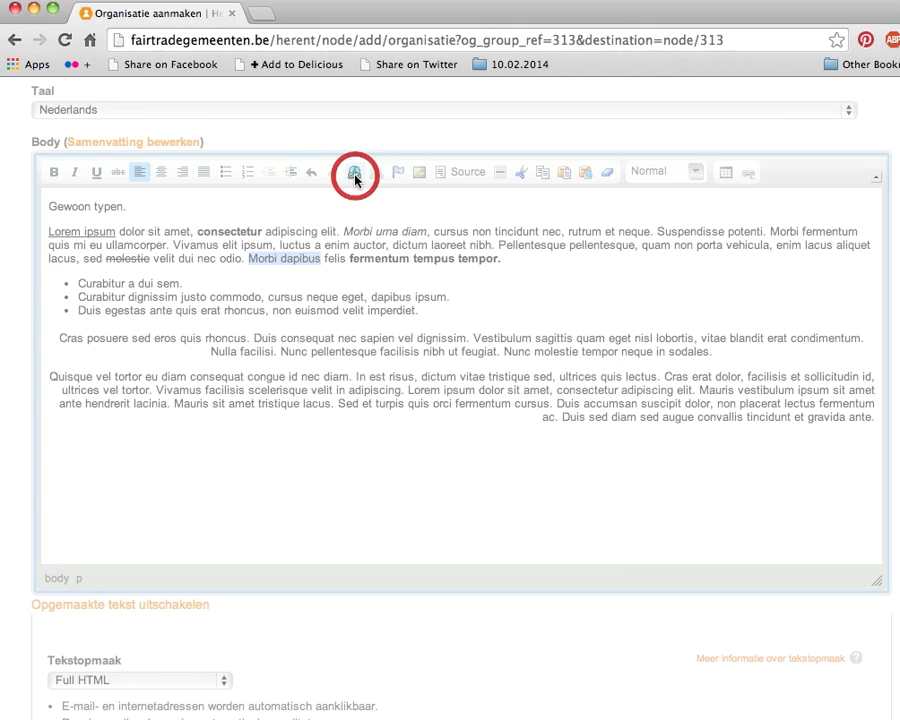 Organisatie aanmaken | He
fairtradegemeenten.be/herent/node/add/organisatie?og_group_ref=313&destination=node/313
ABP
Apps
+
Share on Facebook
+ Add to Delicious
Share on Twitter
10.02.2014
Other Book
Taal
Nederlands
Body (Samenvatting bewerken)
B I U abc Source Normal
Gewoon typen.
Lorem ipsum dolor sit amet, consectetur adipiscing elit. Morbi uma diam, cursus non tincidunt nec, rutrum et neque. Suspendisse potenti. Morbi fermentum
quis mi eu ullamcorper. Vivamus elit ipsum, luctus a enim auctor, dictum laoreet nibh. Pellentesque pellentesque, quam non porta vehicula, enim lacus aliquet
lacus, sed molestie velit dui nec odio. Morbi dapibus felis fermentum tempus tempor.
• Curabitur a dui sem.
• Curabitur dignissim justo commodo, cursus neque eget, dapibus ipsum.
• Duis egestas ante quis erat rhoncus, non euismod velit imperdiet.
Cras posuere sed eros quis rhoncus. Duis consequat nec sapien vel dignissim. Vestibulum sagittis quam eget nisl lobortis, vitae blandit erat condimentum.
Nulla facilisi. Nunc pellentesque facilisis nibh ut feugiat. Nunc molestie tempor neque in sodales.
Quisque vel tortor eu diam consequat congue id nec diam. In est risus, dictum vitae tristique sed, ultrices quis lectus. Cras erat dolor, facilisis et sollicitudin id,
ultrices vel tortor. Vivamus facilisis scelerisque velit in adipiscing. Lorem ipsum dolor sit amet, consectetur adipiscing elit. Mauris vestibulum ipsum sit amet
ante hendrerit lacinia. Mauris sit amet tristique lacus. Sed et turpis quis orci fermentum cursus. Duis accumsan suscipit dolor, non placerat lectus fermentum
ac. Duis sed diam sed augue convallis tincidunt et gravida ante.
body p
Opgemaakte tekst uitschakelen
Tekstopmaak
Meer informatie over tekstopmaak ?
Full HTML
• E-mail- en internetadressen worden automatisch aanklikbaar.